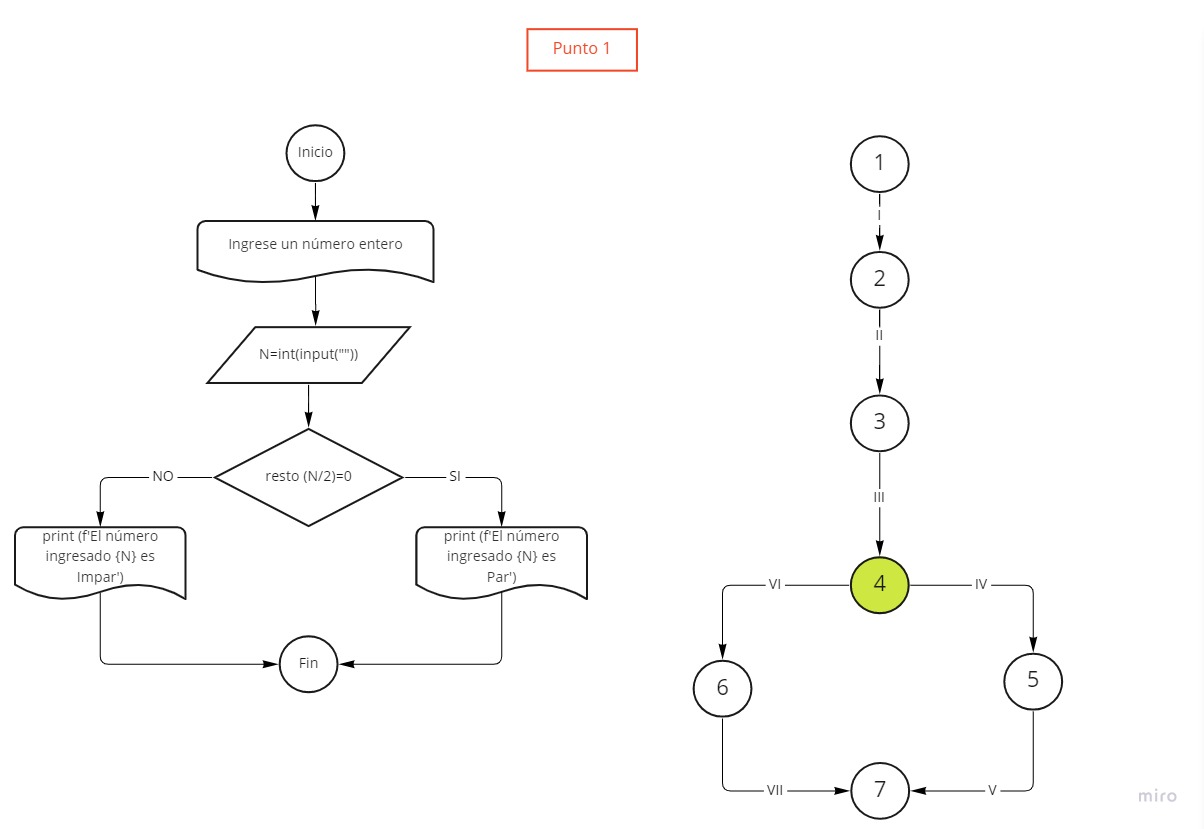 Punto 1
Inicio
Ingrese un número entero
N=int(input(""))
resto (N/2)=0
NO
SI
print (f'El número
ingresado {N} es
Impar')
print (f'El número
ingresado {N} es
Par')
Fin
1
I
2
II
3
III
4
VI
IV
6
5
VII
7
V
miro